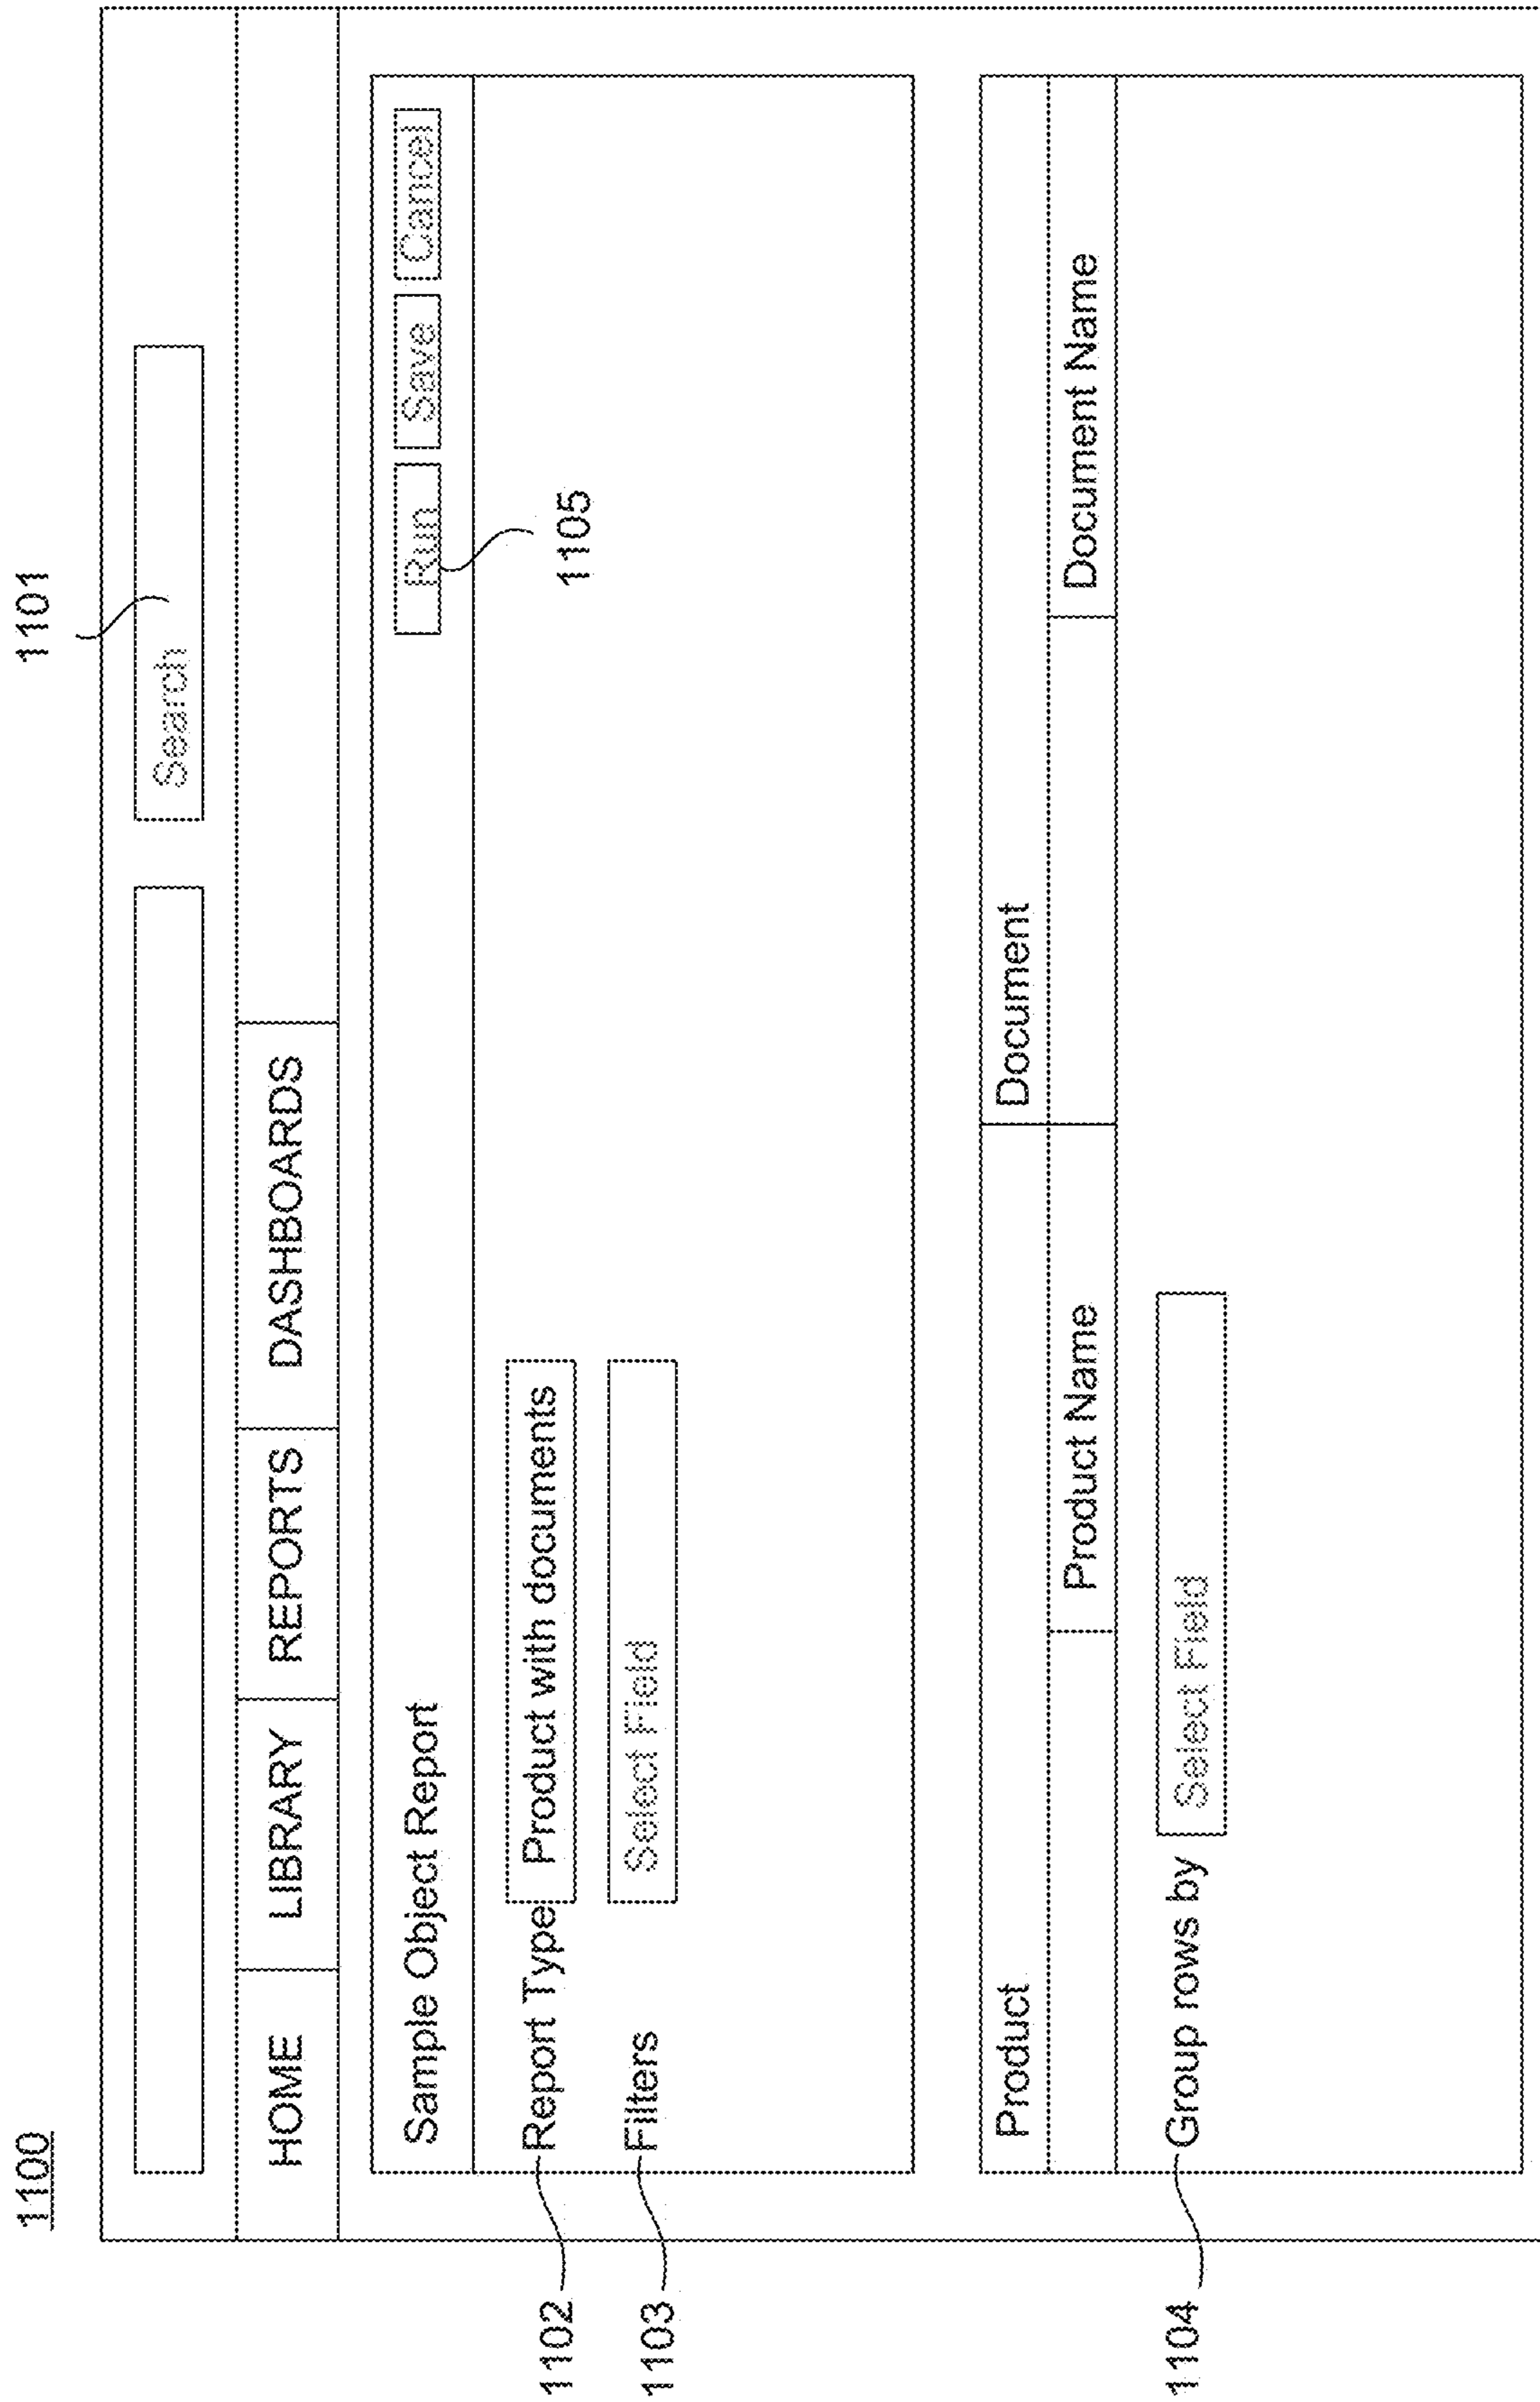 1100
1101
Search
HOME LIBRARY REPORTS DASHBOARDS
Sample Object Report Run Save Cancel
1105
1102 Report Type Product with documents
1103 Filters Select Field
Product Document
Product Name Document Name
1104 Group rows by Select Field